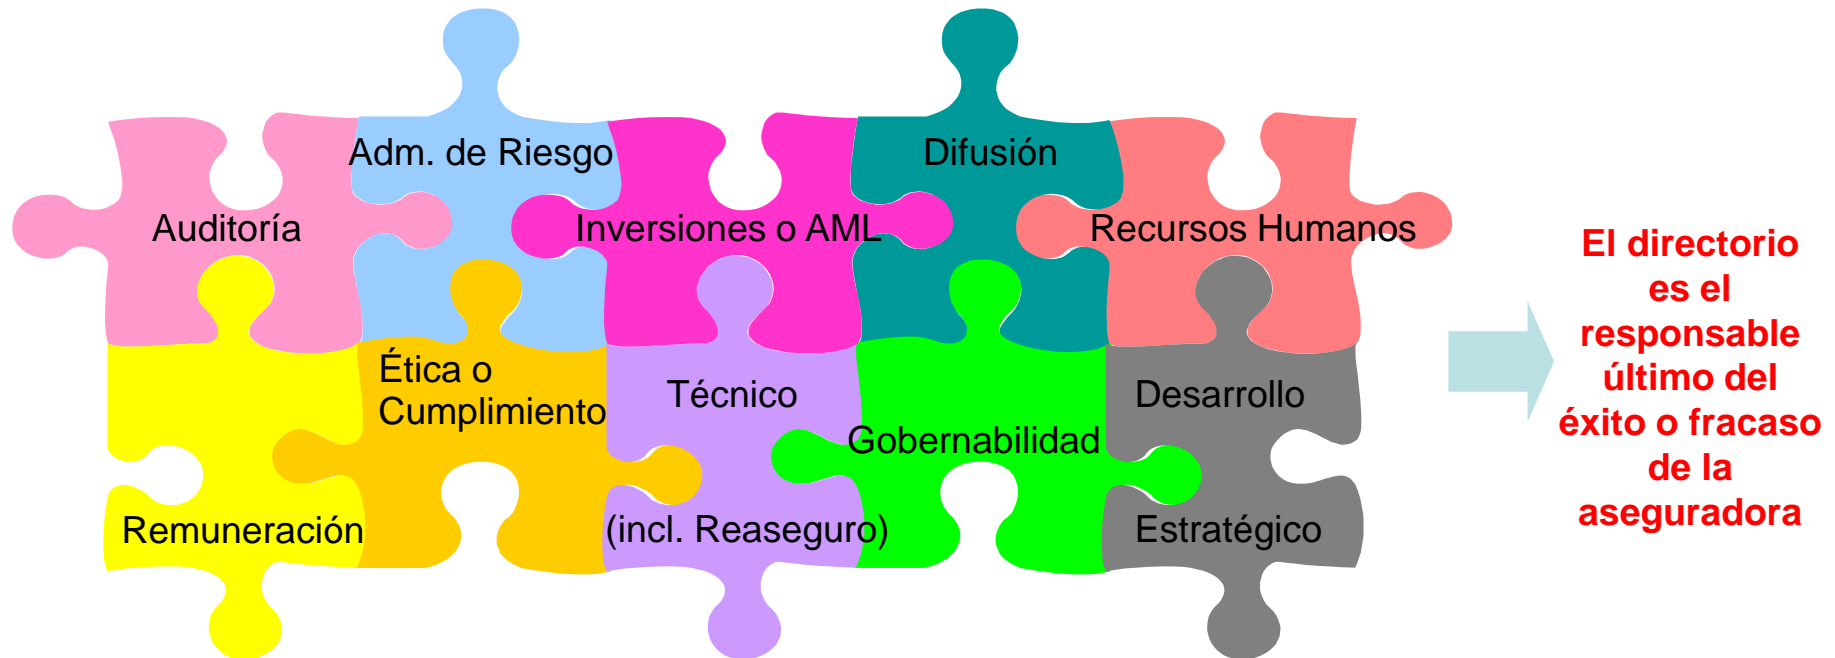 Adm. de Riesgo
Difusión
Auditoría
Inversiones o AML
Recursos Humanos
Ética o
Cumplimiento
Técnico
Desarrollo
Gobernabilidad
Remuneración
(incl. Reaseguro)
Estratégico
El directorio
es el
responsable
último del
éxito o fracaso
de la
aseguradora